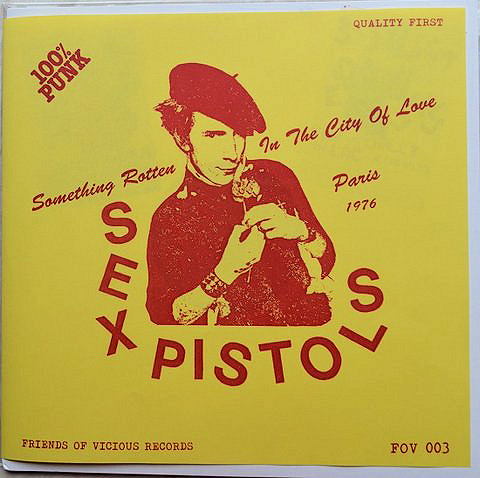 QUALITY FIRST
100%
PUNK
Something Rotten
In The City Of Love
Paris
1976
SEX PISTOLS
FRIENDS OF VICIOUS RECORDS
FOV 003